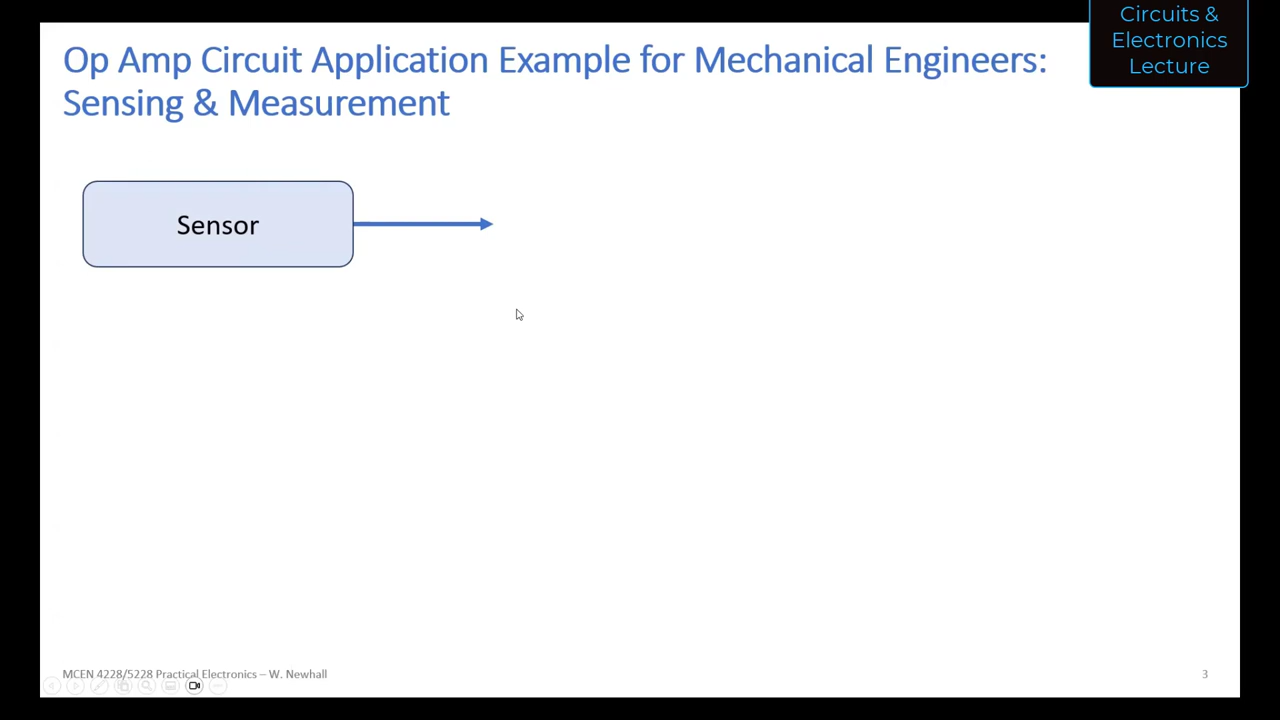 Circuits &
Electronics
Lecture
Op Amp Circuit Application Example for Mechanical Engineers:
Sensing & Measurement
Sensor
MCEN 4228/5228 Practical Electronics – W. Newhall
3